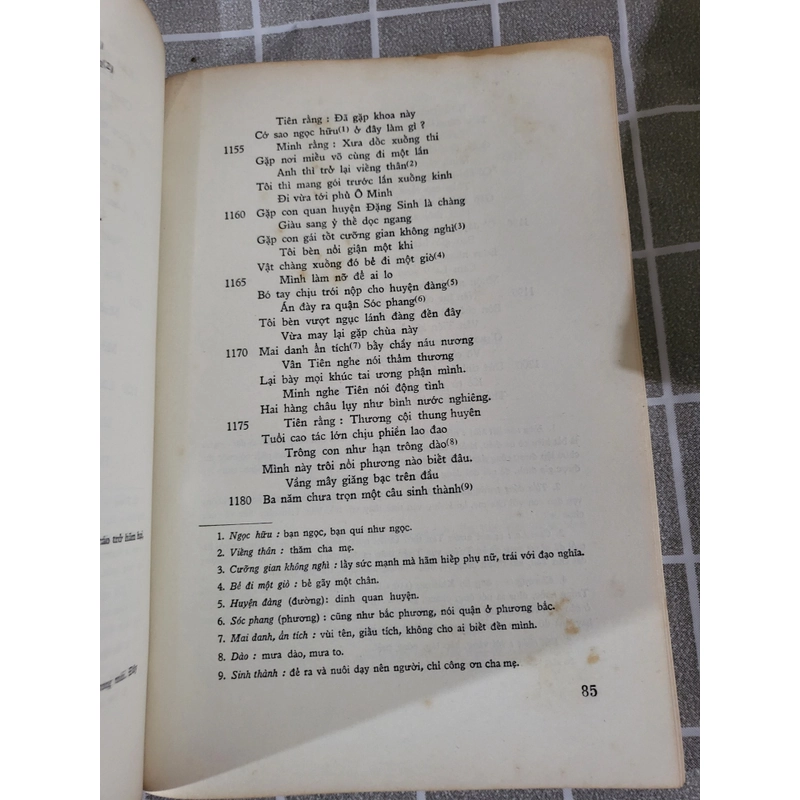 Tiên rằng : Đã gặp khoa này
Cớ sao ngọc hữu(1) ở đây làm gì ?
1155 Minh rằng : Xưa dốc xuống thi
Gặp nơi miều võ cùng đi một lần
Anh thì trở lại viếng thân(2)
Tôi thì mang gói trước lần xuống kinh
Đi vừa tới phủ Ô Minh
1160 Gặp con quan huyện Đặng Sinh là chàng
Giàu sang ỷ thế dọc ngang
Gặp con gái tốt cưỡng gian không nghì(3)
Tôi bèn nổi giận một khi
Vật chàng xuống đó bẻ đi một giò(4)
1165 Mình làm nỡ để ai lo
Bó tay chịu trói nộp cho huyện đàng(5)
Án đày ra quận Sóc phang(6)
Tôi bèn vượt ngục lánh đàng đến đây
Vừa may lại gặp chùa này
1170 Mai danh ẩn tích(7) bầy chầy náu nương
Vân Tiên nghe nói thảm thương
Lại bày mọi khúc tai ương phận mình.
Minh nghe Tiên nói động tình
Hai hàng châu lụy như bình nước nghiêng.
1175 Tiên rằng : Thương cội thung huyên
Tuổi cao tác lớn chịu phiền lao đao
Trông con như hạn trông dào(8)
Mình này trôi nổi phương nào biết đâu.
Vắng mây giăng bạc trên đầu
1180 Ba năm chưa trọn một câu sinh thành(9)
1. Ngọc hữu : bạn ngọc, bạn quí như ngọc.
2. Viếng thân : thăm cha mẹ.
3. Cưỡng gian không nghì : lấy sức mạnh mà hãm hiếp phụ nữ, trái với đạo nghĩa.
4. Bẻ đi một giò : bẻ gãy một chân.
5. Huyện đàng (đường) : dinh quan huyện.
6. Sóc phang (phương) : cũng như bắc phương, nói quận ở phương bắc.
7. Mai danh, ẩn tích : vùi tên, giấu tích, không cho ai biết đến mình.
8. Dào : mưa dào, mưa to.
9. Sinh thành : đẻ ra và nuôi dạy nên người, chỉ công ơn cha mẹ.
85